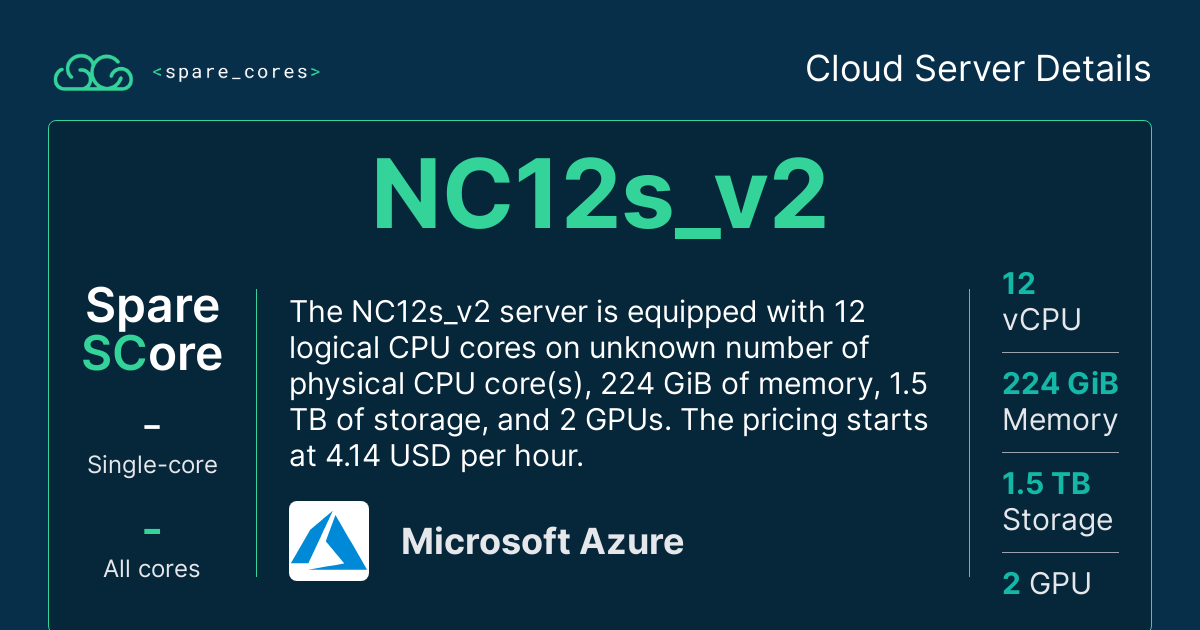 <spare_cores>
Cloud Server Details
NC12s_v2
Spare
SCore
–
Single-core
–
All cores
The NC12s_v2 server is equipped with 12
logical CPU cores on unknown number of
physical CPU core(s), 224 GiB of memory, 1.5
TB of storage, and 2 GPUs. The pricing starts
at 4.14 USD per hour.
Microsoft Azure
12
vCPU
224 GiB
Memory
1.5 TB
Storage
2 GPU